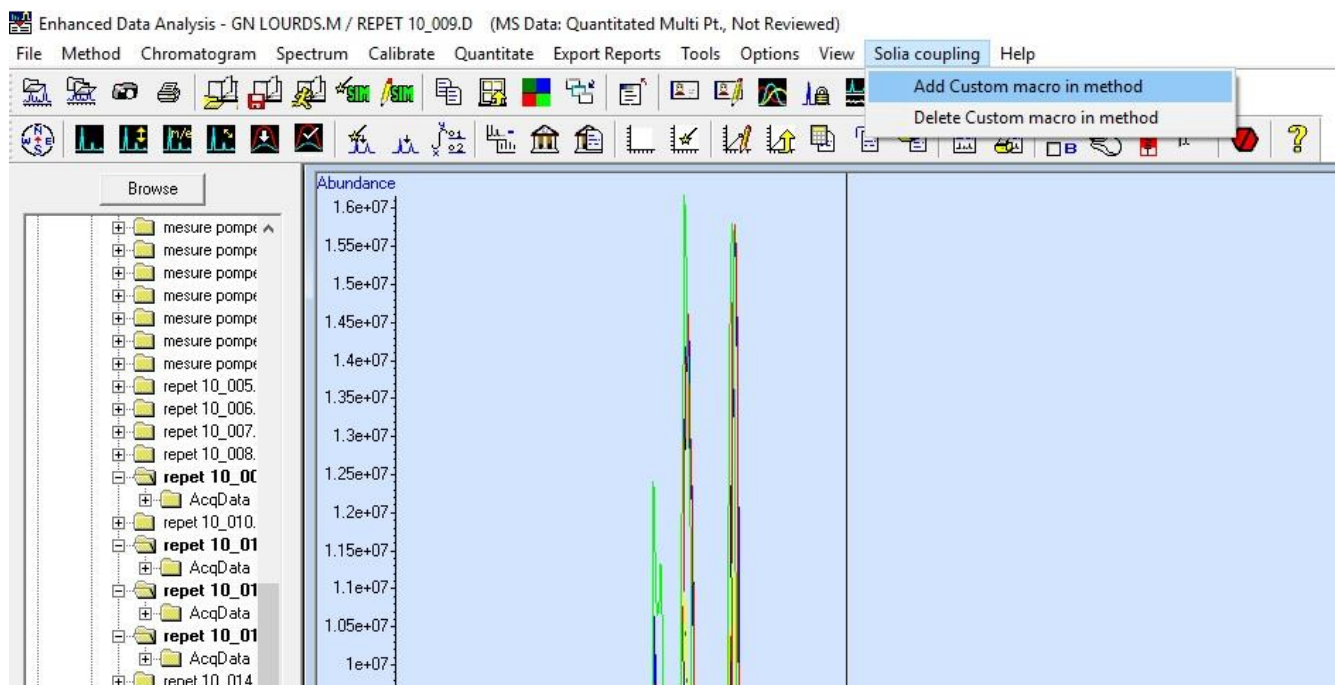 Enhanced Data Analysis - GN LOURDS.M / REPET 10_009.D (MS Data: Quantitated Multi Pt., Not Reviewed)
File Method Chromatogram Spectrum Calibrate Quantitate Export Reports Tools Options View Solia coupling Help
Add Custom macro in method
Delete Custom macro in method
SIM SIM
N W E S n/e 0.1 0.2 B ?
Browse
Abundance
mesure pompe
mesure pompe
mesure pompe
mesure pompe
mesure pompe
mesure pompe
mesure pompe
repet 10_005.
repet 10_006.
repet 10_007.
repet 10_008.
repet 10_00
AcqData
repet 10_010.
repet 10_01
AcqData
repet 10_01
AcqData
repet 10_01
AcqData
repet 10_014
1.6e+07
1.55e+07
1.5e+07
1.45e+07
1.4e+07
1.35e+07
1.3e+07
1.25e+07
1.2e+07
1.15e+07
1.1e+07
1.05e+07
1e+07